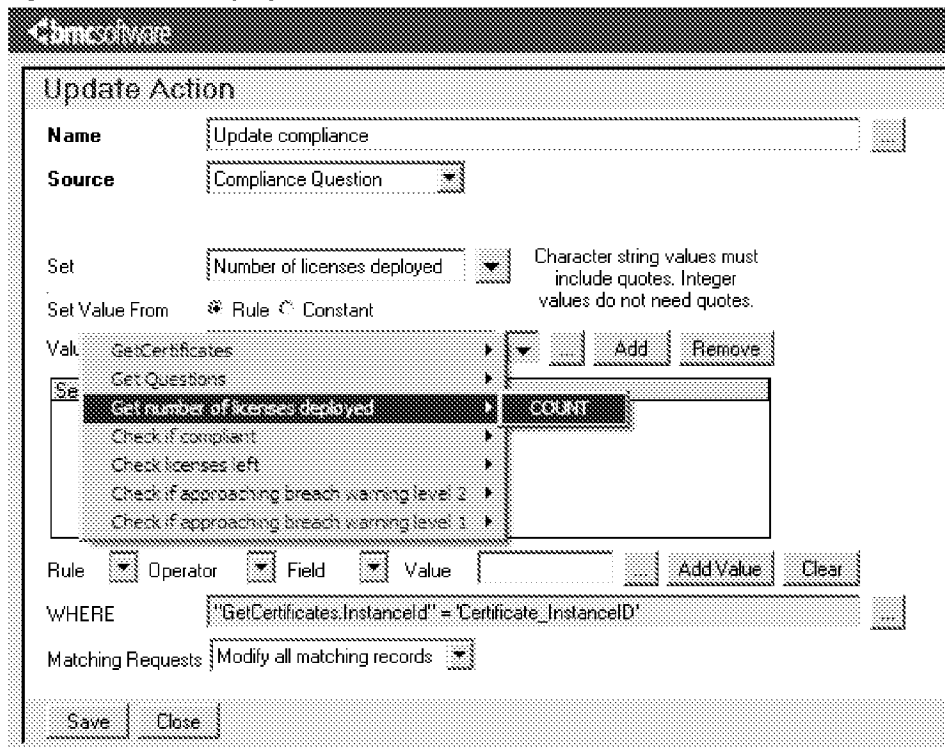 bmcsoftware
Update Action
Name Update compliance ...
Source Compliance Question
Set Number of licenses deployed Character string values must include quotes. Integer values do not need quotes.
Set Value From Rule Constant
Valu ... Add Remove
GetCertificates
Get Questions
Se
Get number of licenses deployed COUNT
Check if compliant
Check licenses left
Check if approaching breach warning level 2
Check if approaching breach warning level 1
Rule Operator Field Value ... Add Value Clear
WHERE "GetCertificates.InstanceId" = 'Certificate_InstanceID' ...
Matching Requests Modify all matching records
Save Close